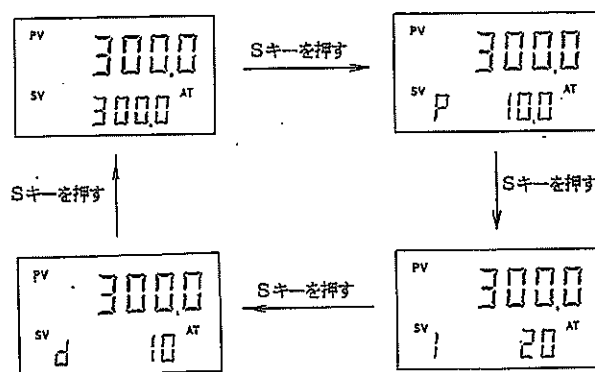 PV 300.0
SV 300.0 AT
Sキーを押す
PV 300.0
SV P 10.0 AT
Sキーを押す
Sキーを押す
PV 300.0
SV d 10 AT
Sキーを押す
PV 300.0
SV I 20 AT